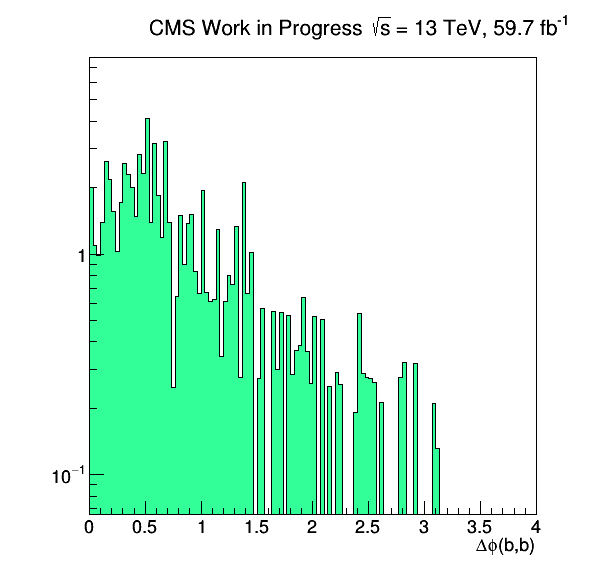 CMS Work in Progress √s = 13 TeV, 59.7 fb⁻¹
1
10⁻¹
0 0.5 1 1.5 2 2.5 3 3.5 4
Δϕ(b,b)